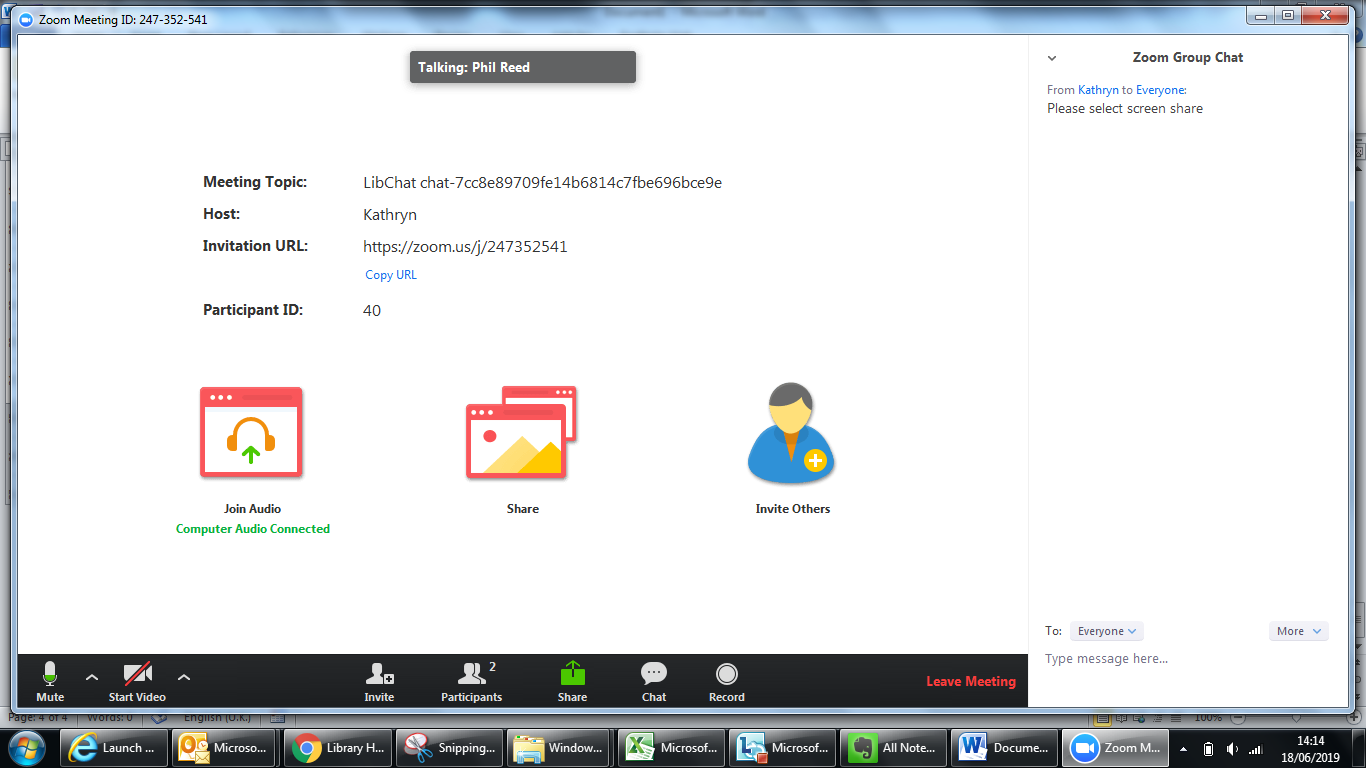 Zoom Meeting ID: 247-352-541
Talking: Phil Reed
Meeting Topic: LibChat chat-7cc8e89709fe14b6814c7fbe696bce9e
Host: Kathryn
Invitation URL: https://zoom.us/j/247352541
Copy URL
Participant ID: 40
Join Audio
Computer Audio Connected
Share
Invite Others
Mute
Start Video
Invite
2
Participants
Share
Chat
Record
Leave Meeting
Zoom Group Chat
From Kathryn to Everyone:
Please select screen share
To: Everyone More
Type message here...
Page: 4 of 4 Words: 0 English (U.K.) 100%
Launch ... Microso... Library H... Snipping... Window... Microsof... Microsof... All Note... Docume... Zoom M...
14:14
18/06/2019